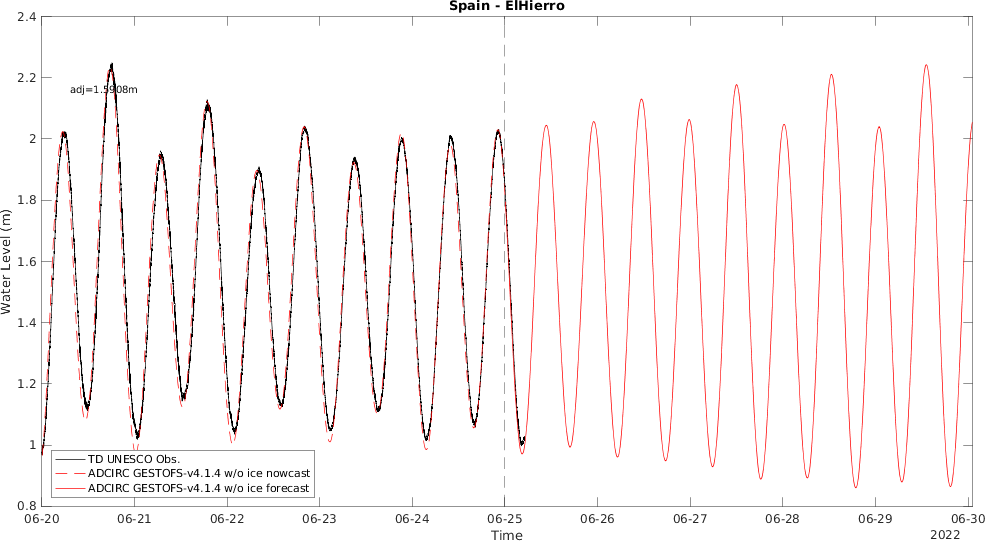 Spain - ElHierro
2.4
2.2
adj=1.5908m
2
1.8
1.6
1.4
1.2
1
0.8
Water Level (m)
TD UNESCO Obs.
ADCIRC GESTOFS-v4.1.4 w/o ice nowcast
ADCIRC GESTOFS-v4.1.4 w/o ice forecast
06-20 06-21 06-22 06-23 06-24 06-25 06-26 06-27 06-28 06-29 06-30
Time
2022